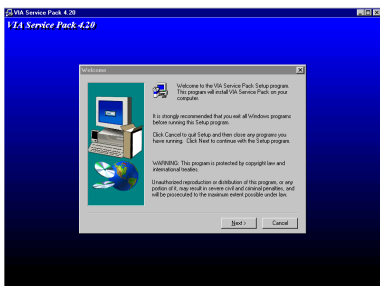 VIA Service Pack 4.20
VIA Service Pack 4.20
Welcome
Welcome to the VIA Service Pack Setup program.
This program will install VIA Service Pack on your
computer.
It is strongly recommended that you exit all Windows programs
before running this Setup program.
Click Cancel to quit Setup and then close any programs you
have running. Click Next to continue with the Setup program.
WARNING: This program is protected by copyright law and
international treaties.
Unauthorized reproduction or distribution of this program, or any
portion of it, may result in severe civil and criminal penalties, and
will be prosecuted to the maximum extent possible under law.
Next >
Cancel